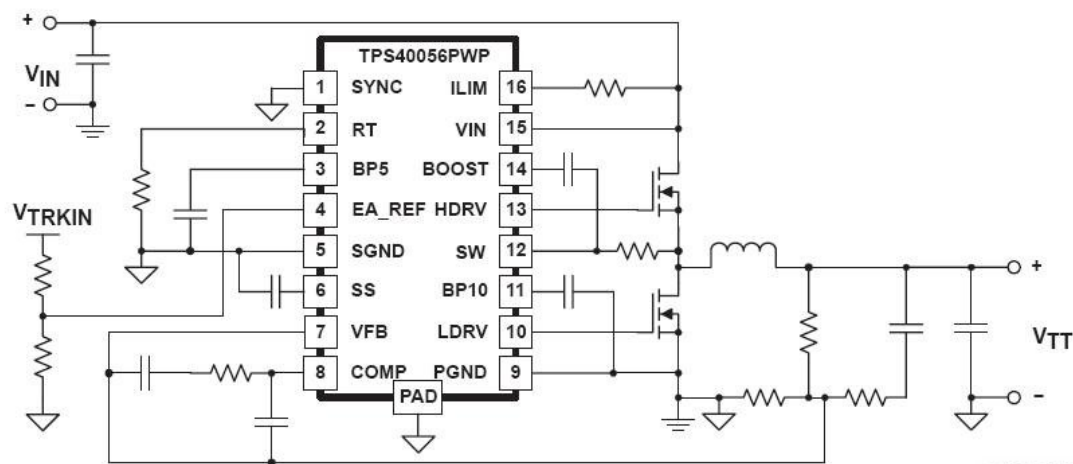 +
VIN
−
TPS40056PWP
1 SYNC ILIM 16
2 RT VIN 15
3 BP5 BOOST 14
4 EA_REF HDRV 13
5 SGND SW 12
6 SS BP10 11
7 VFB LDRV 10
8 COMP PGND 9
PAD
VTRKIN
+
VTT
−